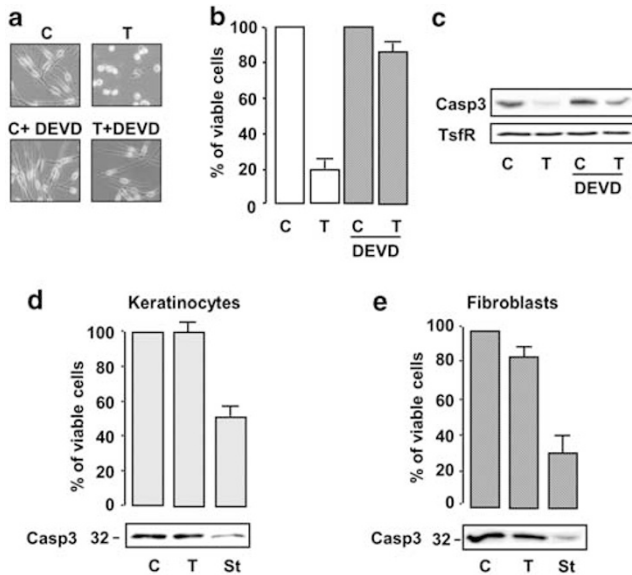 a
C T
C+ DEVD T+DEVD
b
% of viable cells
100
80
60
40
20
0
C T C T
DEVD
c
Casp3
TsfR
C T C T
DEVD
d
Keratinocytes
% of viable cells
100
80
60
40
20
0
Casp3 32 -
C T St
e
Fibroblasts
% of viable cells
100
80
60
40
20
0
Casp3 32 -
C T St